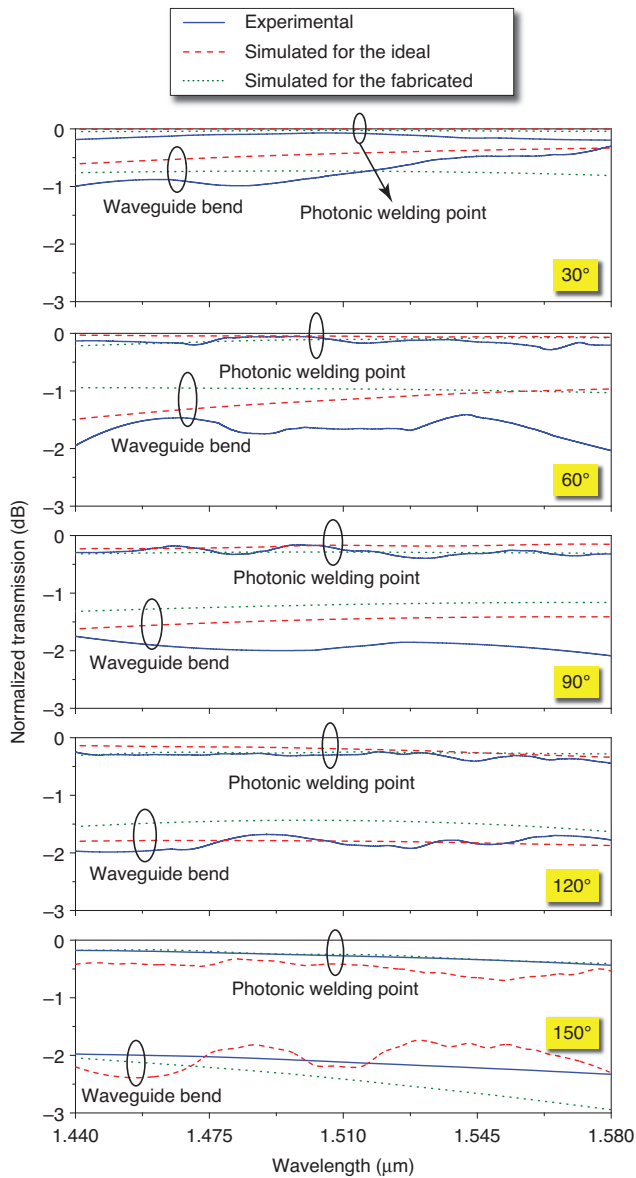 Experimental
Simulated for the ideal
Simulated for the fabricated
Normalized transmission (dB)
0
−1
−2
−3
Waveguide bend
Photonic welding point
30°
0
−1
−2
−3
Photonic welding point
Waveguide bend
60°
0
−1
−2
−3
Photonic welding point
Waveguide bend
90°
0
−1
−2
−3
Photonic welding point
Waveguide bend
120°
0
−1
−2
−3
Photonic welding point
Waveguide bend
150°
1.440 1.475 1.510 1.545 1.580
Wavelength (μm)